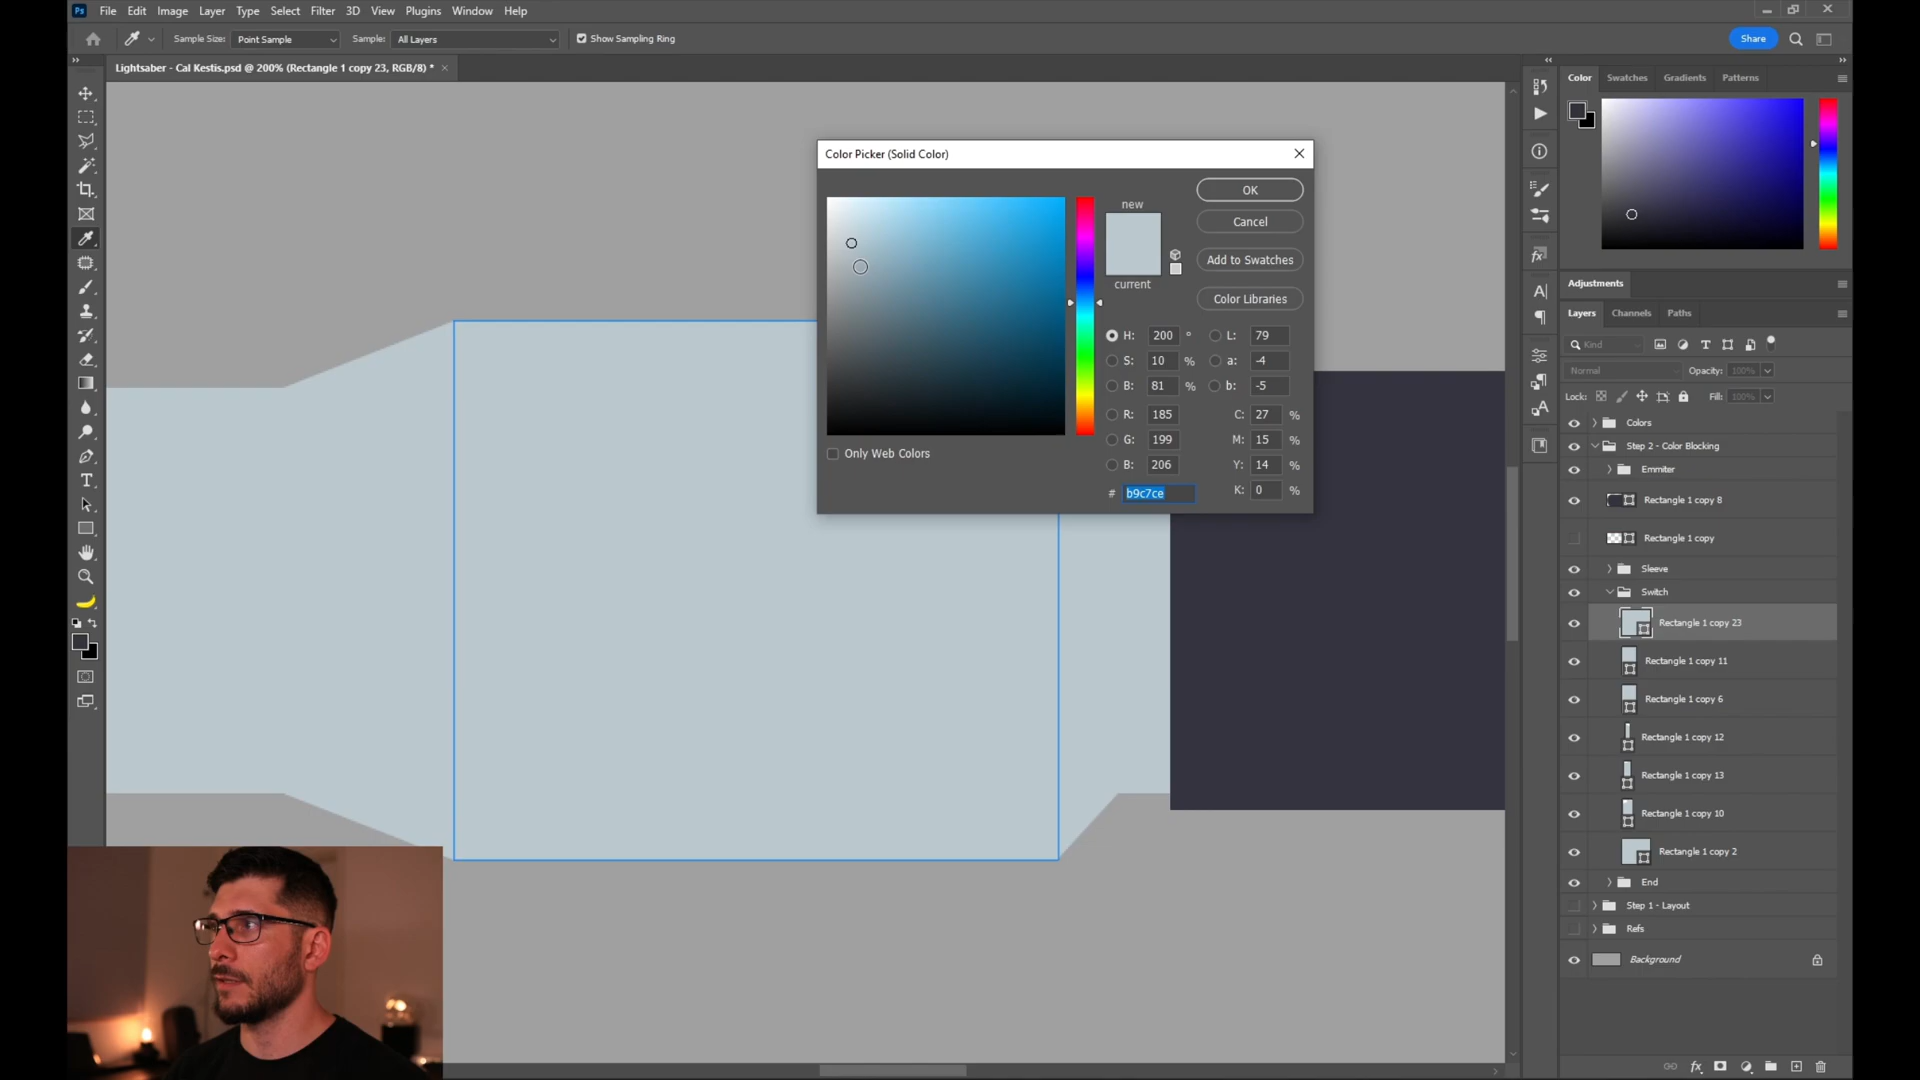 Ps File Edit Image Layer Type Select Filter 3D View Plugins Window Help
Sample Size: Point Sample Sample: All Layers Show Sampling Ring Share
Lightsaber - Cal Kestis.psd @ 200% (Rectangle 1 copy 23, RGB/8) * ×
Color Swatches Gradients Patterns
Color Picker (Solid Color)
OK
new
Cancel
Add to Swatches
current
Color Libraries
H: 200 ° L: 79
S: 10 % a: -4
B: 81 % b: -5
R: 185 C: 27 %
G: 199 M: 15 %
B: 206 Y: 14 %
# b9c7ce K: 0 %
Only Web Colors
Adjustments
Layers Channels Paths
Kind
Normal Opacity: 100%
Lock: Fill: 100%
Colors
Step 2 - Color Blocking
Emmiter
Rectangle 1 copy 8
Rectangle 1 copy
Sleeve
Switch
Rectangle 1 copy 23
Rectangle 1 copy 11
Rectangle 1 copy 6
Rectangle 1 copy 12
Rectangle 1 copy 13
Rectangle 1 copy 10
Rectangle 1 copy 2
End
Step 1 - Layout
Refs
Background